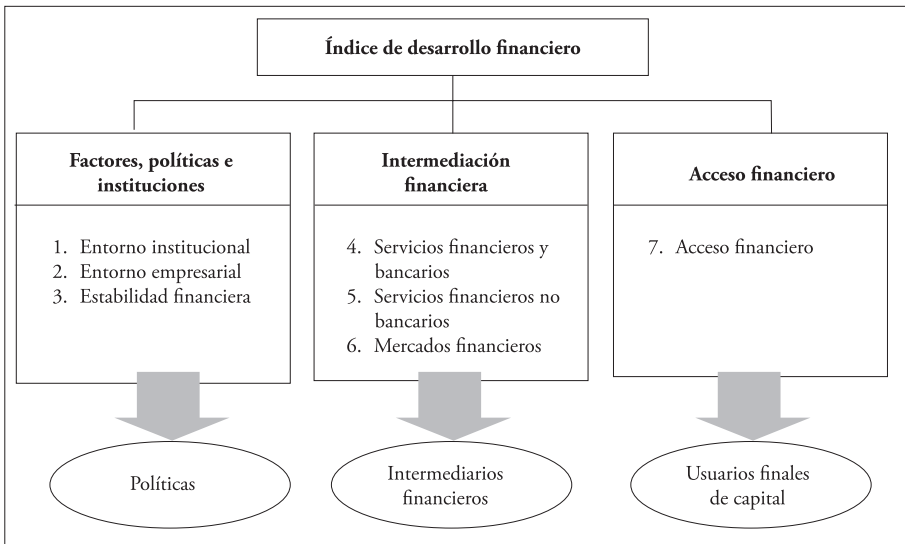 Índice de desarrollo financiero
Factores, políticas e
instituciones
1. Entorno institucional
2. Entorno empresarial
3. Estabilidad financiera
Políticas
Intermediación
financiera
4. Servicios financieros y
bancarios
5. Servicios financieros no
bancarios
6. Mercados financieros
Intermediarios
financieros
Acceso financiero
7. Acceso financiero
Usuarios finales
de capital